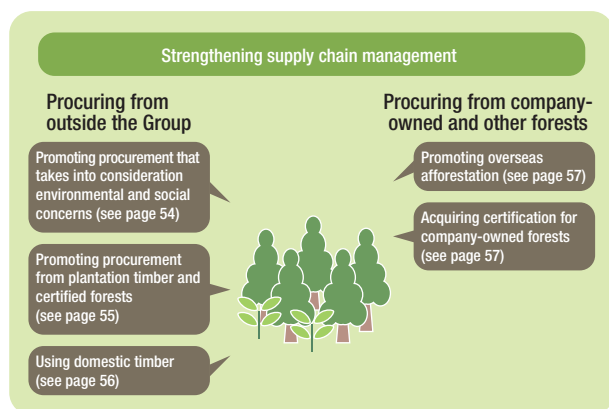 Strengthening supply chain management
Procuring from
outside the Group
Promoting procurement that
takes into consideration
environmental and social
concerns (see page 54)
Promoting procurement
from plantation timber and
certified forests
(see page 55)
Using domestic timber
(see page 56)
Procuring from company-
owned and other forests
Promoting overseas
afforestation (see page 57)
Acquiring certification for
company-owned forests
(see page 57)